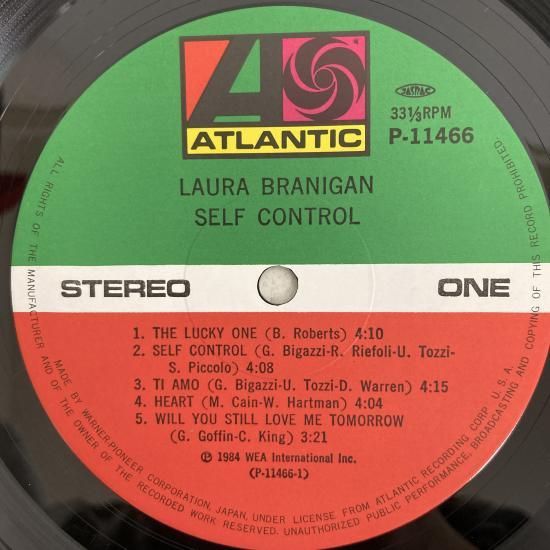 ATLANTIC
JASRAC
33⅓RPM
P-11466
LAURA BRANIGAN
SELF CONTROL
STEREO
ONE
1. THE LUCKY ONE (B. Roberts) 4:10
2. SELF CONTROL (G. Bigazzi-R. Riefoli-U. Tozzi-
S. Piccolo) 4:08
3. TI AMO (G. Bigazzi-U. Tozzi-D. Warren) 4:15
4. HEART (M. Cain-W. Hartman) 4:04
5. WILL YOU STILL LOVE ME TOMORROW
(G. Goffin-C. King) 3:21
℗ 1984 WEA International Inc.
(P-11466-1)
MADE BY WARNER-PIONEER CORPORATION, JAPAN, UNDER LICENSE FROM ATLANTIC RECORDING CORP. U.S.A.
ALL RIGHTS OF THE MANUFACTURER AND OF THE OWNER OF THE RECORDED WORK RESERVED. UNAUTHORIZED PUBLIC PERFORMANCE, BROADCASTING AND COPYING OF THIS RECORD PROHIBITED.